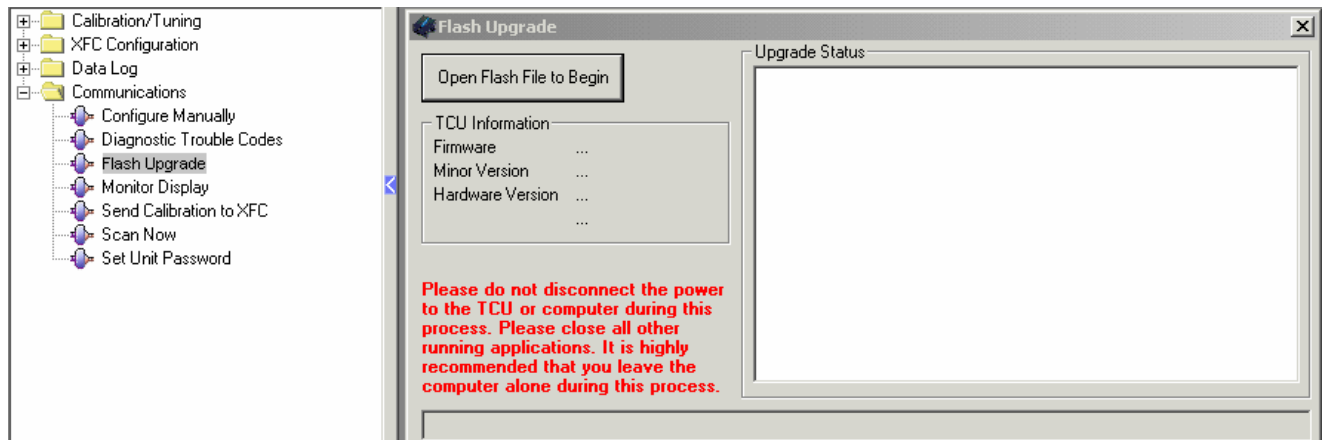 Calibration/Tuning
XFC Configuration
Data Log
Communications
Configure Manually
Diagnostic Trouble Codes
Flash Upgrade
Monitor Display
Send Calibration to XFC
Scan Now
Set Unit Password
Flash Upgrade
Open Flash File to Begin
TCU Information
Firmware ...
Minor Version ...
Hardware Version ...
...
Please do not disconnect the power
to the TCU or computer during this
process. Please close all other
running applications. It is highly
recommended that you leave the
computer alone during this process.
Upgrade Status